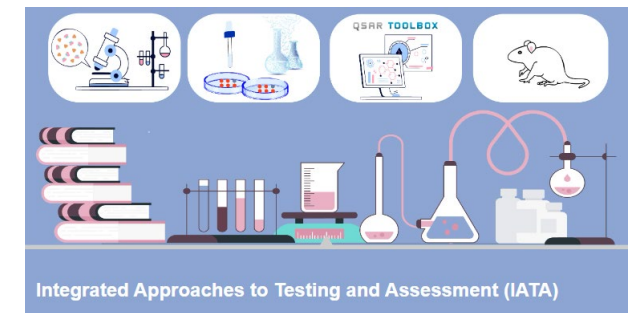 QSAR TOOLBOX
Integrated Approaches to Testing and Assessment (IATA)